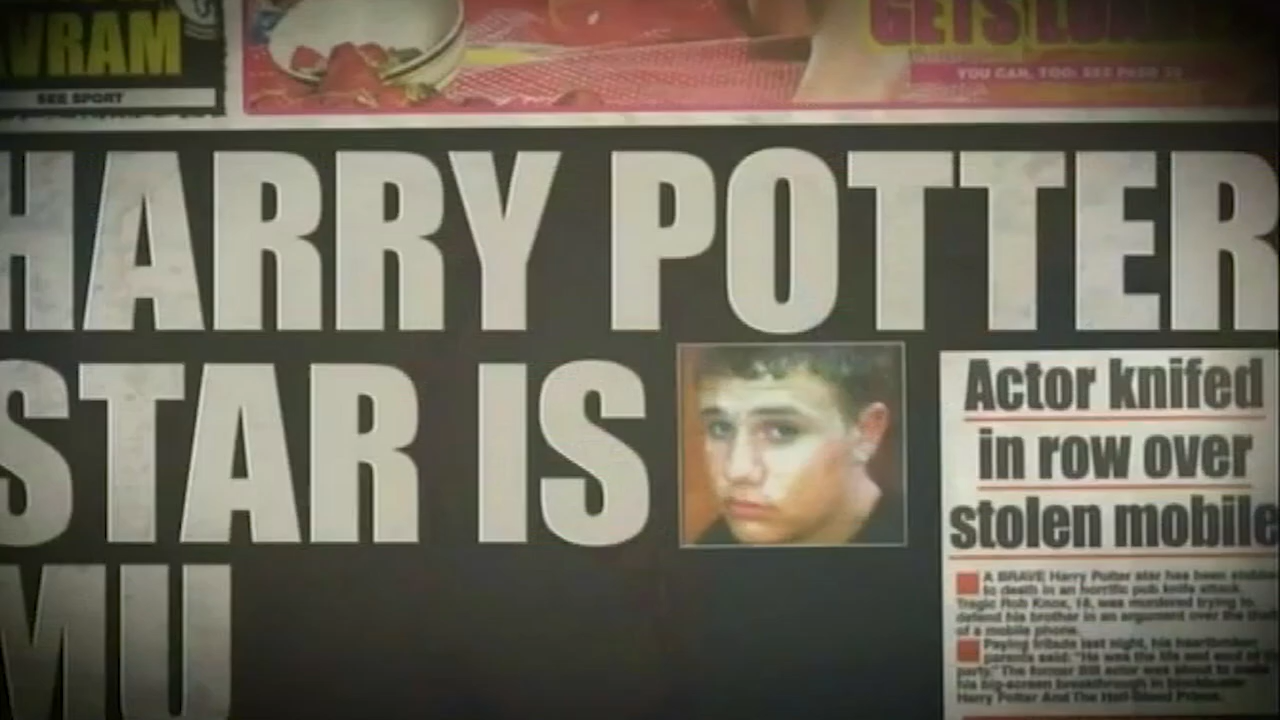 VRAM
SEE SPORT
GETS
YOU CAN, TOO: SEE PAGE
HARRY POTTER
STAR IS
MU
Actor knifed
in row over
stolen mobile
A BRAVE Harry Potter star has been
to death in an horrific pub knife attack.
Tragic Rob Knox, 18, was murdered trying to
defend his brother in an argument over the
of a mobile phone.
Paying tribute last night, his heartbroken
parents said: "He was the life and soul of the
party." The former Bill actor was about to make
his big-screen breakthrough in blockbuster
Harry Potter And The Half-Blood Prince.